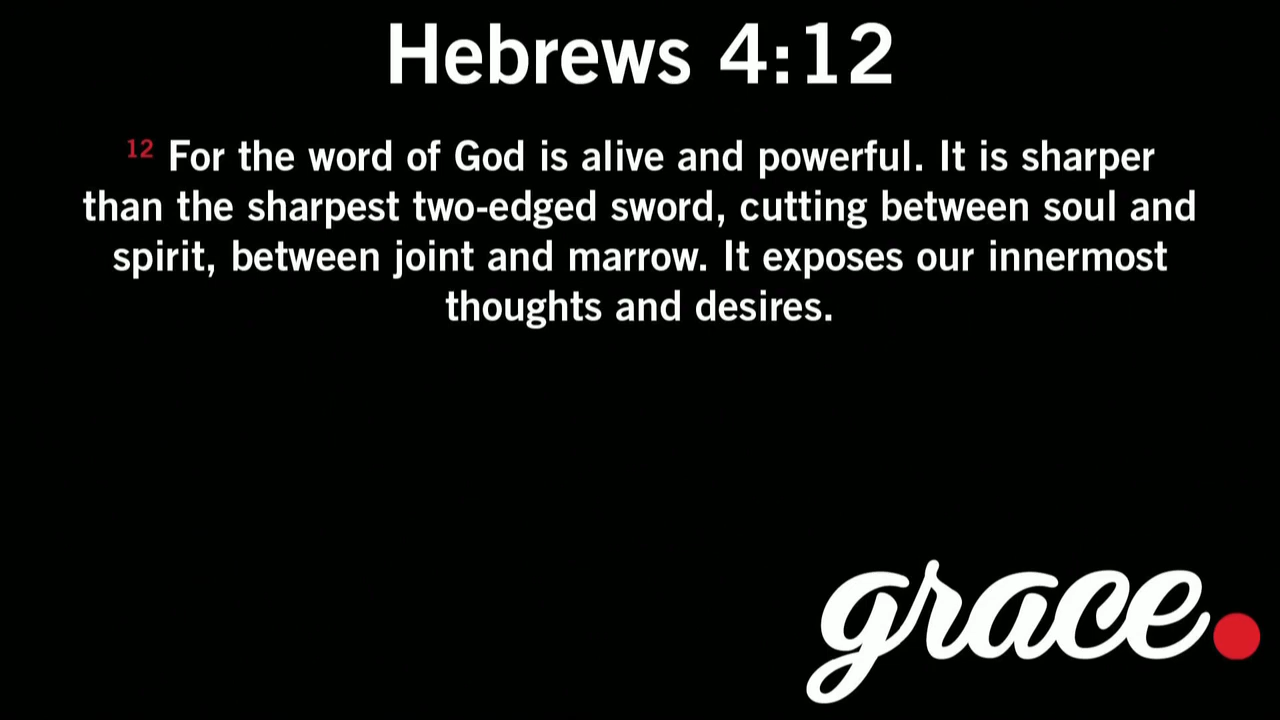 Hebrews 4:12
12 For the word of God is alive and powerful. It is sharper
than the sharpest two-edged sword, cutting between soul and
spirit, between joint and marrow. It exposes our innermost
thoughts and desires.
grace.